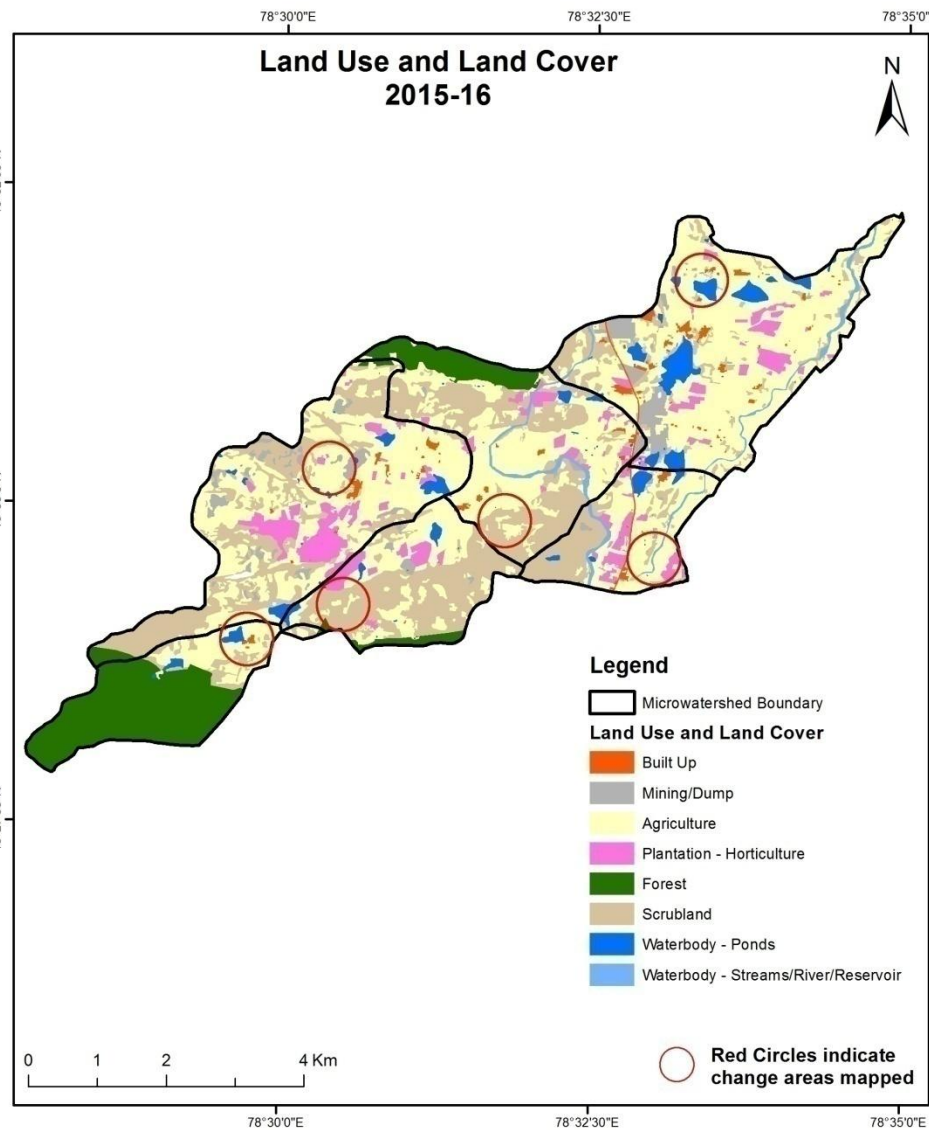 78°30'0"E
78°32'30"E
78°35'0"E
Land Use and Land Cover
2015-16
N
Legend
Microwatershed Boundary
Land Use and Land Cover
Built Up
Mining/Dump
Agriculture
Plantation - Horticulture
Forest
Scrubland
Waterbody - Ponds
Waterbody - Streams/River/Reservoir
0 1 2 4 Km
Red Circles indicate
change areas mapped
78°30'0"E
78°32'30"E
78°35'0"E